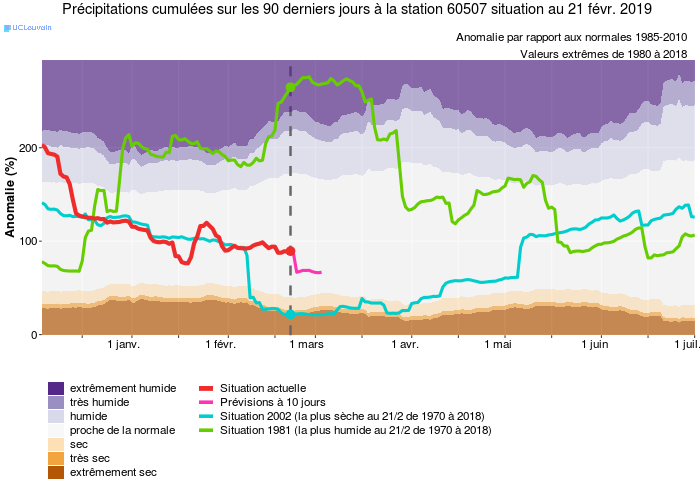 Précipitations cumulées sur les 90 derniers jours à la station 60507 situation au 21 févr. 2019
UCLouvain
Anomalie par rapport aux normales 1985-2010
Valeurs extrêmes de 1980 à 2018
Anomalie (%)
200
100
0
1 janv.
1 févr.
1 mars
1 avr.
1 mai
1 juin
1 juil.
extrêmement humide
très humide
humide
proche de la normale
sec
très sec
extrêmement sec
Situation actuelle
Prévisions à 10 jours
Situation 2002 (la plus sèche au 21/2 de 1970 à 2018)
Situation 1981 (la plus humide au 21/2 de 1970 à 2018)